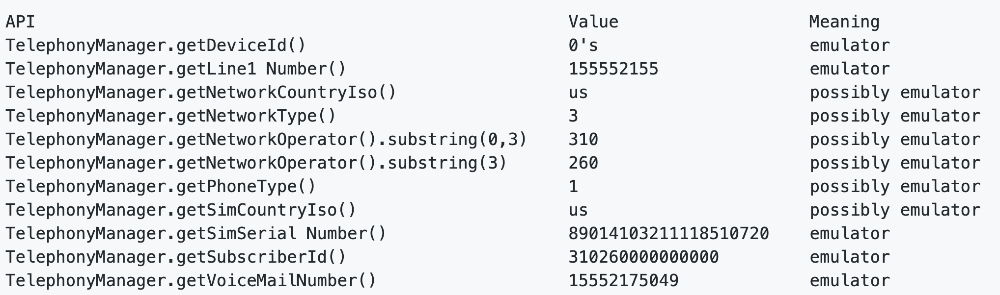 API Value Meaning
TelephonyManager.getDeviceId() 0's emulator
TelephonyManager.getLine1 Number() 155552155 emulator
TelephonyManager.getNetworkCountryIso() us possibly emulator
TelephonyManager.getNetworkType() 3 possibly emulator
TelephonyManager.getNetworkOperator().substring(0,3) 310 possibly emulator
TelephonyManager.getNetworkOperator().substring(3) 260 possibly emulator
TelephonyManager.getPhoneType() 1 possibly emulator
TelephonyManager.getSimCountryIso() us possibly emulator
TelephonyManager.getSimSerial Number() 89014103211118510720 emulator
TelephonyManager.getSubscriberId() 310260000000000 emulator
TelephonyManager.getVoiceMailNumber() 15552175049 emulator